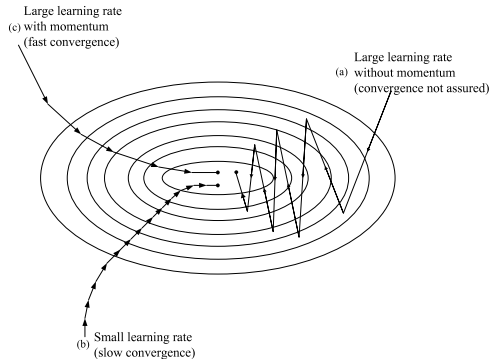 Large learning rate
(c) with momentum
(fast convergence)
Large learning rate
(a) without momentum
(convergence not assured)
(b) Small learning rate
(slow convergence)